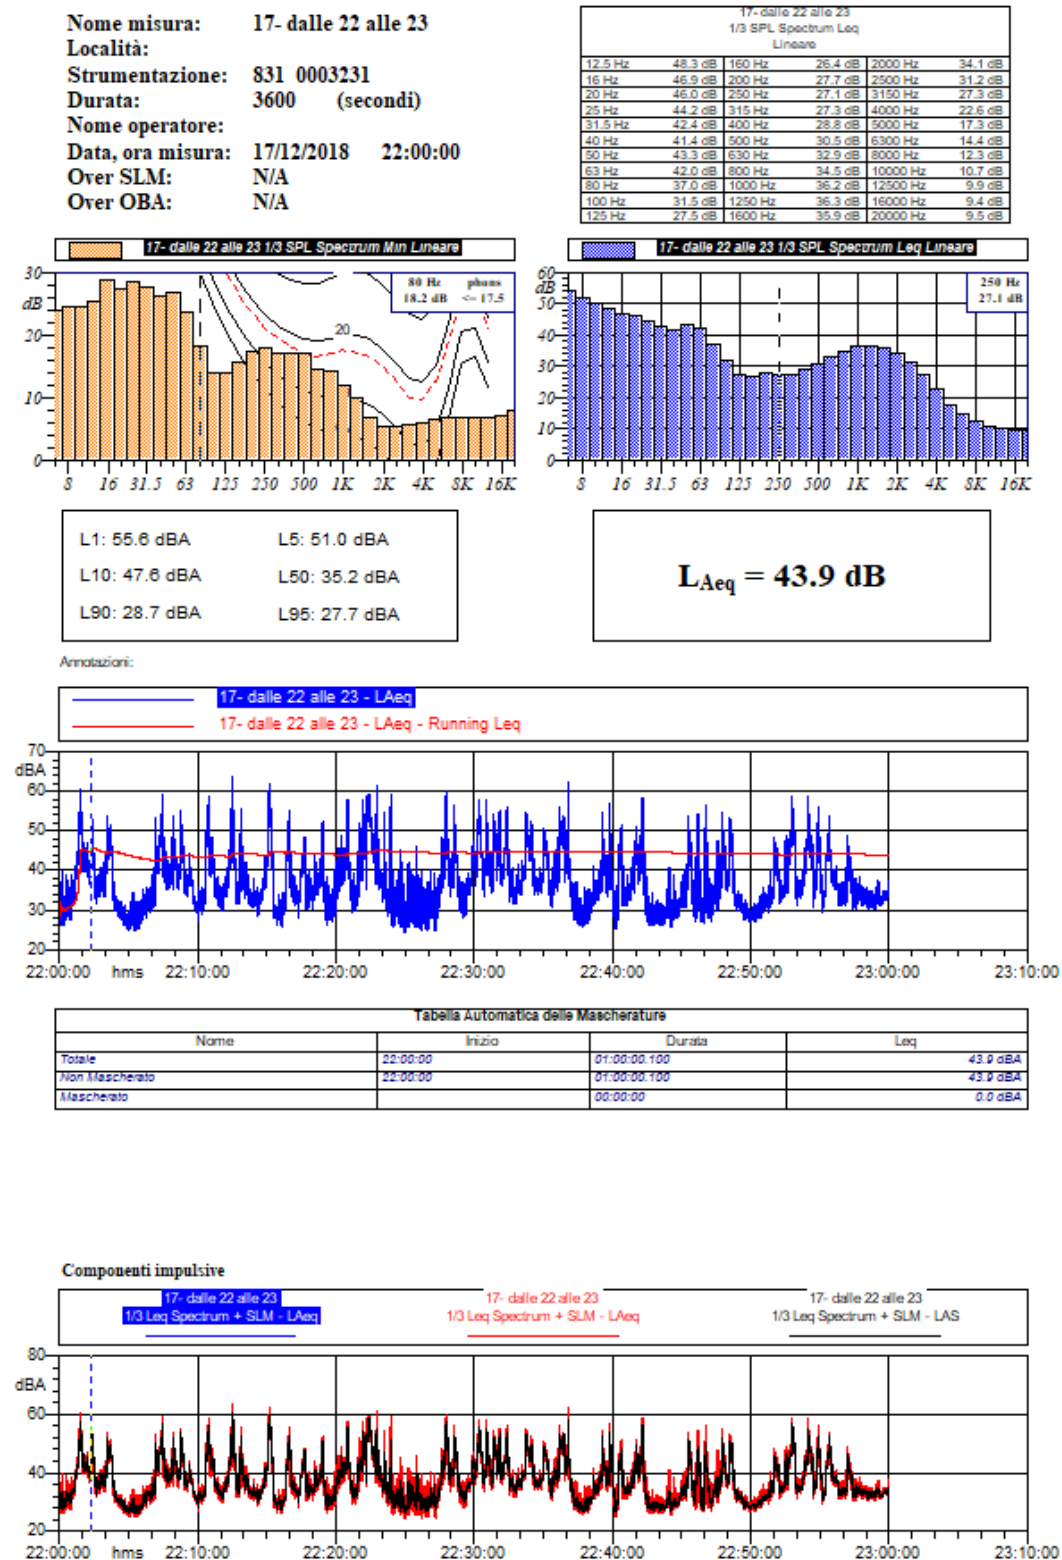 Nome misura: 17- dalle 22 alle 23
Località:
Strumentazione: 831 0003231
Durata: 3600 (secondi)
Nome operatore:
Data, ora misura: 17/12/2018 22:00:00
Over SLM: N/A
Over OBA: N/A
17- dalle 22 alle 23
1/3 SPL Spectrum Leq
Lineare
12.5 Hz 48.3 dB 160 Hz 26.4 dB 2000 Hz 34.1 dB
16 Hz 46.9 dB 200 Hz 27.7 dB 2500 Hz 31.2 dB
20 Hz 46.0 dB 250 Hz 27.1 dB 3150 Hz 27.3 dB
25 Hz 44.2 dB 315 Hz 27.3 dB 4000 Hz 22.6 dB
31.5 Hz 42.4 dB 400 Hz 28.8 dB 5000 Hz 17.3 dB
40 Hz 41.4 dB 500 Hz 30.5 dB 6300 Hz 14.4 dB
50 Hz 43.3 dB 630 Hz 32.9 dB 8000 Hz 12.3 dB
63 Hz 42.0 dB 800 Hz 34.5 dB 10000 Hz 10.7 dB
80 Hz 37.0 dB 1000 Hz 36.2 dB 12500 Hz 9.9 dB
100 Hz 31.5 dB 1250 Hz 36.3 dB 16000 Hz 9.4 dB
125 Hz 27.5 dB 1600 Hz 35.9 dB 20000 Hz 9.5 dB
17- dalle 22 alle 23 1/3 SPL Spectrum Min Lineare
30
dB
20
10
0
80 Hz phons
18.2 dB <= 17.5
20
8 16 31.5 63 125 250 500 1K 2K 4K 8K 16K
17- dalle 22 alle 23 1/3 SPL Spectrum Leq Lineare
60
dB
50
40
30
20
10
0
250 Hz
27.1 dB
8 16 31.5 63 125 250 500 1K 2K 4K 8K 16K
L1: 55.6 dBA L5: 51.0 dBA
L10: 47.6 dBA L50: 35.2 dBA
L90: 28.7 dBA L95: 27.7 dBA
LAeq = 43.9 dB
Annotazioni:
17- dalle 22 alle 23 - LAeq
17- dalle 22 alle 23 - LAeq - Running Leq
70
dBA
60
50
40
30
20
22:00:00 hms 22:10:00 22:20:00 22:30:00 22:40:00 22:50:00 23:00:00 23:10:00
Tabella Automatica delle Mascherature
Nome Inizio Durata Leq
Totale 22:00:00 01:00:00.100 43.9 dBA
Non Mascherato 22:00:00 01:00:00.100 43.9 dBA
Mascherato 00:00:00 0.0 dBA
Componenti impulsive
17- dalle 22 alle 23 17- dalle 22 alle 23 17- dalle 22 alle 23
1/3 Leq Spectrum + SLM - LAeq 1/3 Leq Spectrum + SLM - LAeq 1/3 Leq Spectrum + SLM - LAS
80
dBA
60
40
20
22:00:00 hms 22:10:00 22:20:00 22:30:00 22:40:00 22:50:00 23:00:00 23:10:00